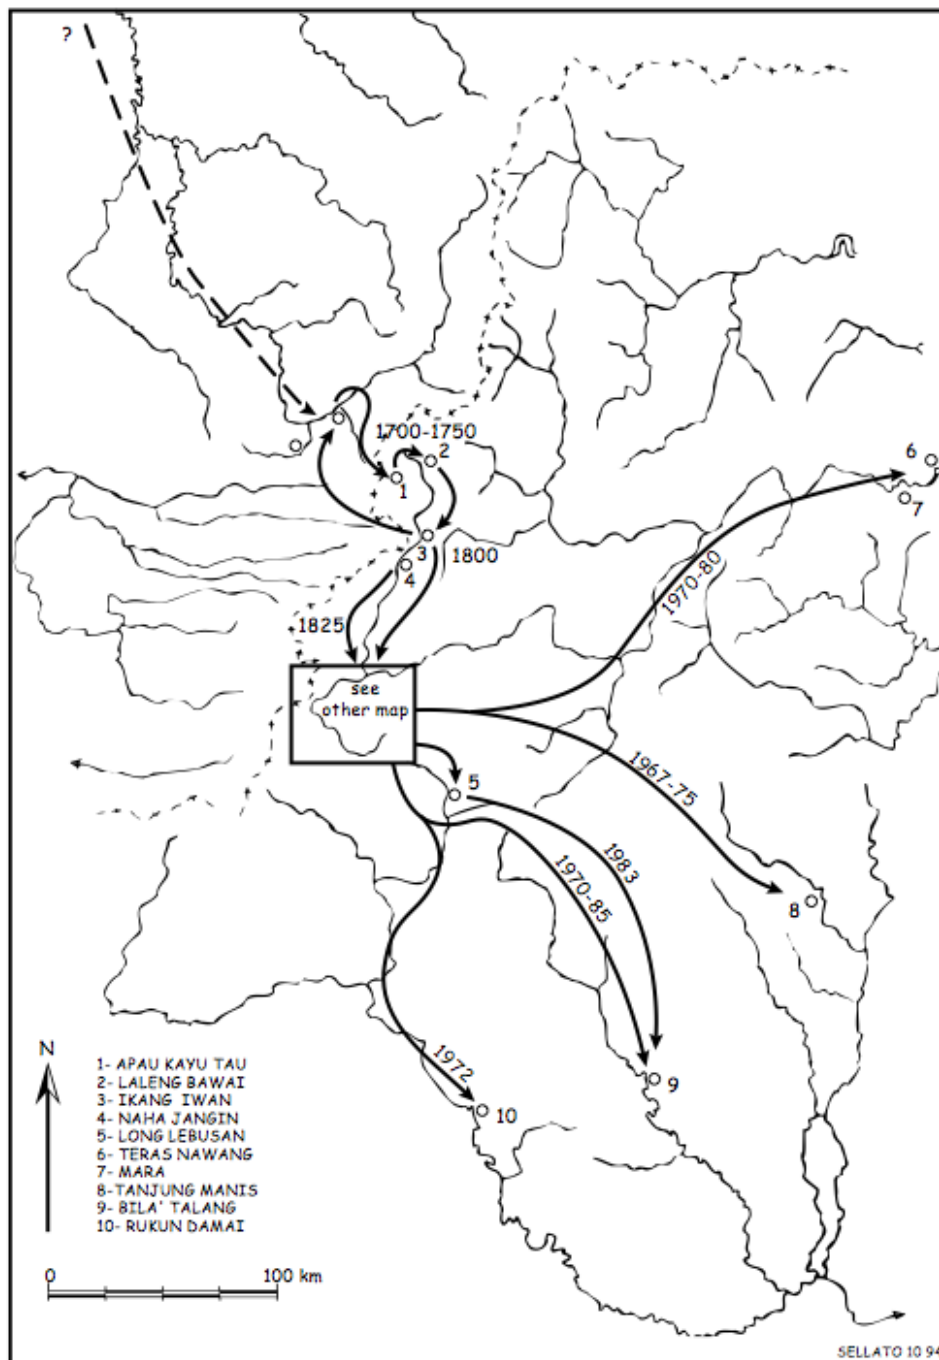 ?
1700-1750
2
1
6
7
3
1800
4
1970-80
1825
see
other map
5
1967-75
1983
1970-85
8
N
1972
9
10
1- APAU KAYU TAU
2- LALENG BAWAI
3- IKANG IWAN
4- NAHA JANGIN
5- LONG LEBUSAN
6- TERAS NAWANG
7- MARA
8- TANJUNG MANIS
9- BILA' TALANG
10- RUKUN DAMAI
0 100 km
SELLATO 10 94